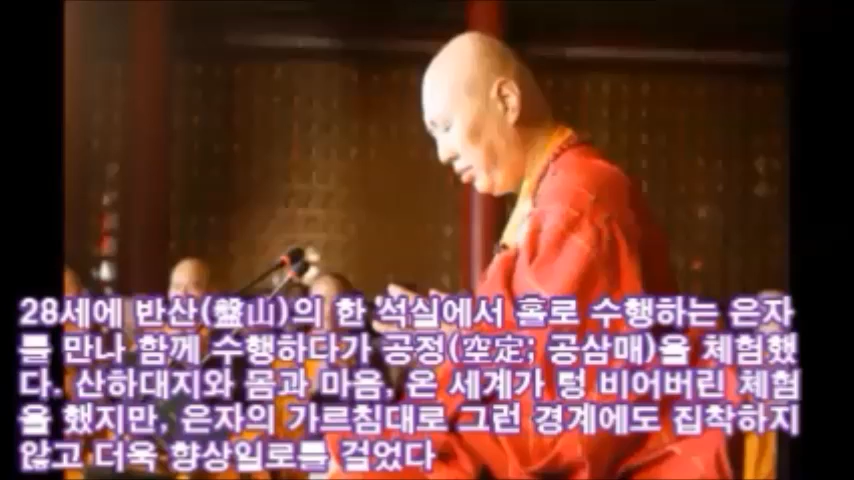 28세에 반산(盤山)의 한 석실에서 홀로 수행하는 은자
를 만나 함께 수행하다가 공정(空定; 공삼매)을 체험했
다. 산하대지와 몸과 마음, 온 세계가 텅 비어버린 체험
을 했지만, 은자의 가르침대로 그런 경계에도 집착하지
않고 더욱 향상일로를 걸었다